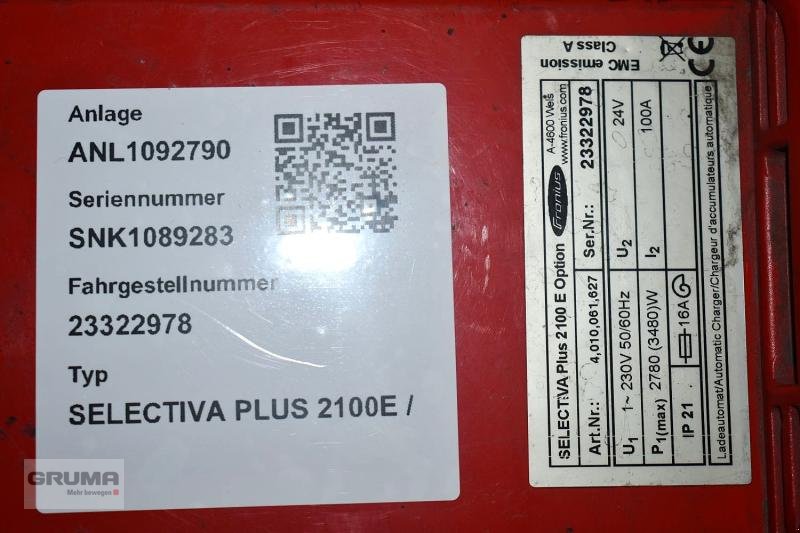 Anlage
ANL1092790
Seriennummer
SNK1089283
Fahrgestellnummer
23322978
Typ
SELECTIVA PLUS 2100E /
GRUMA
Mehr bewegen.
SELECTIVA Plus 2100 E Option Fronius A-4600 Wels
www.fronius.com
EMC emission
Class A
Art.Nr.: 4,010,061,627 Ser.Nr.: 23322978
U1 1~ 230V 50/60Hz U2 24V
P1(max) 2780 (3480)W I2 100A
IP 21 16A
Ladeautomat/Automatic Charger/Chargeur d'accumulateurs automatique
CE